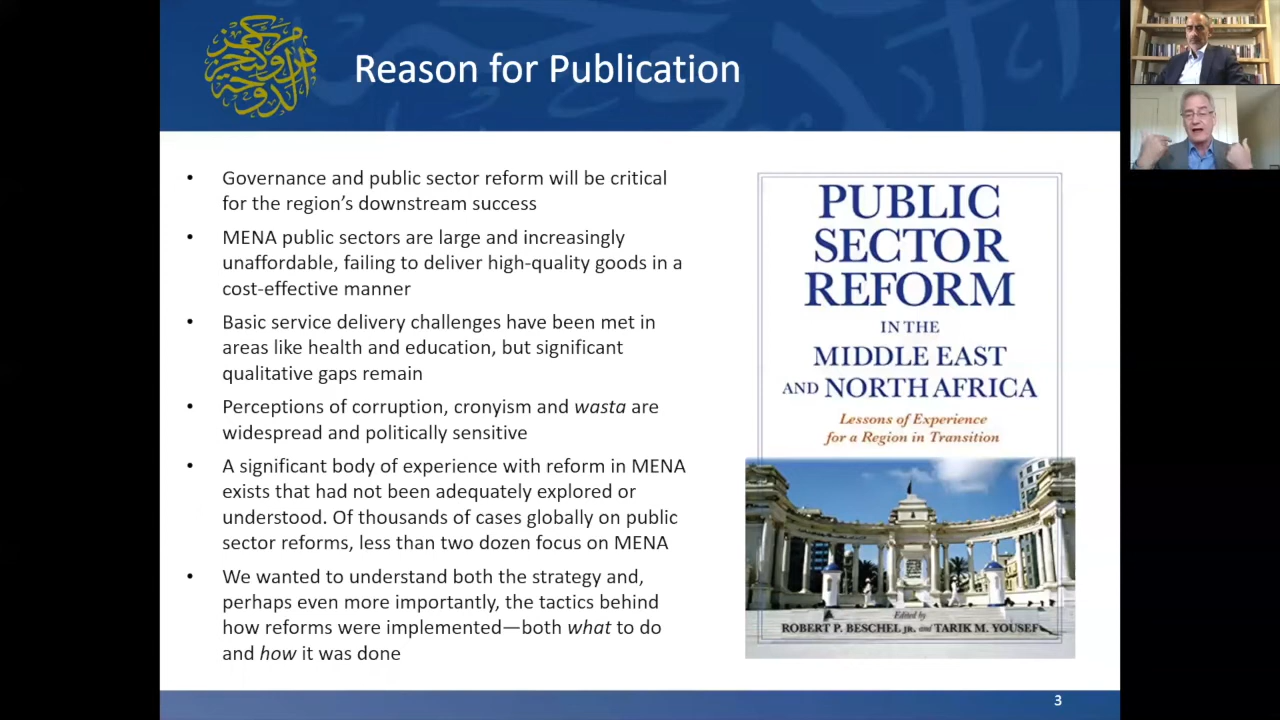 مركز بروكنجز الدوحة
Reason for Publication
• Governance and public sector reform will be critical
for the region's downstream success
• MENA public sectors are large and increasingly
unaffordable, failing to deliver high-quality goods in a
cost-effective manner
• Basic service delivery challenges have been met in
areas like health and education, but significant
qualitative gaps remain
• Perceptions of corruption, cronyism and wasta are
widespread and politically sensitive
• A significant body of experience with reform in MENA
exists that had not been adequately explored or
understood. Of thousands of cases globally on public
sector reforms, less than two dozen focus on MENA
• We wanted to understand both the strategy and,
perhaps even more importantly, the tactics behind
how reforms were implemented—both what to do
and how it was done
PUBLIC
SECTOR
REFORM
IN THE
MIDDLE EAST
AND NORTH AFRICA
Lessons of Experience
for a Region in Transition
Edited by
ROBERT P. BESCHEL JR. and TARIK M. YOUSEF
3